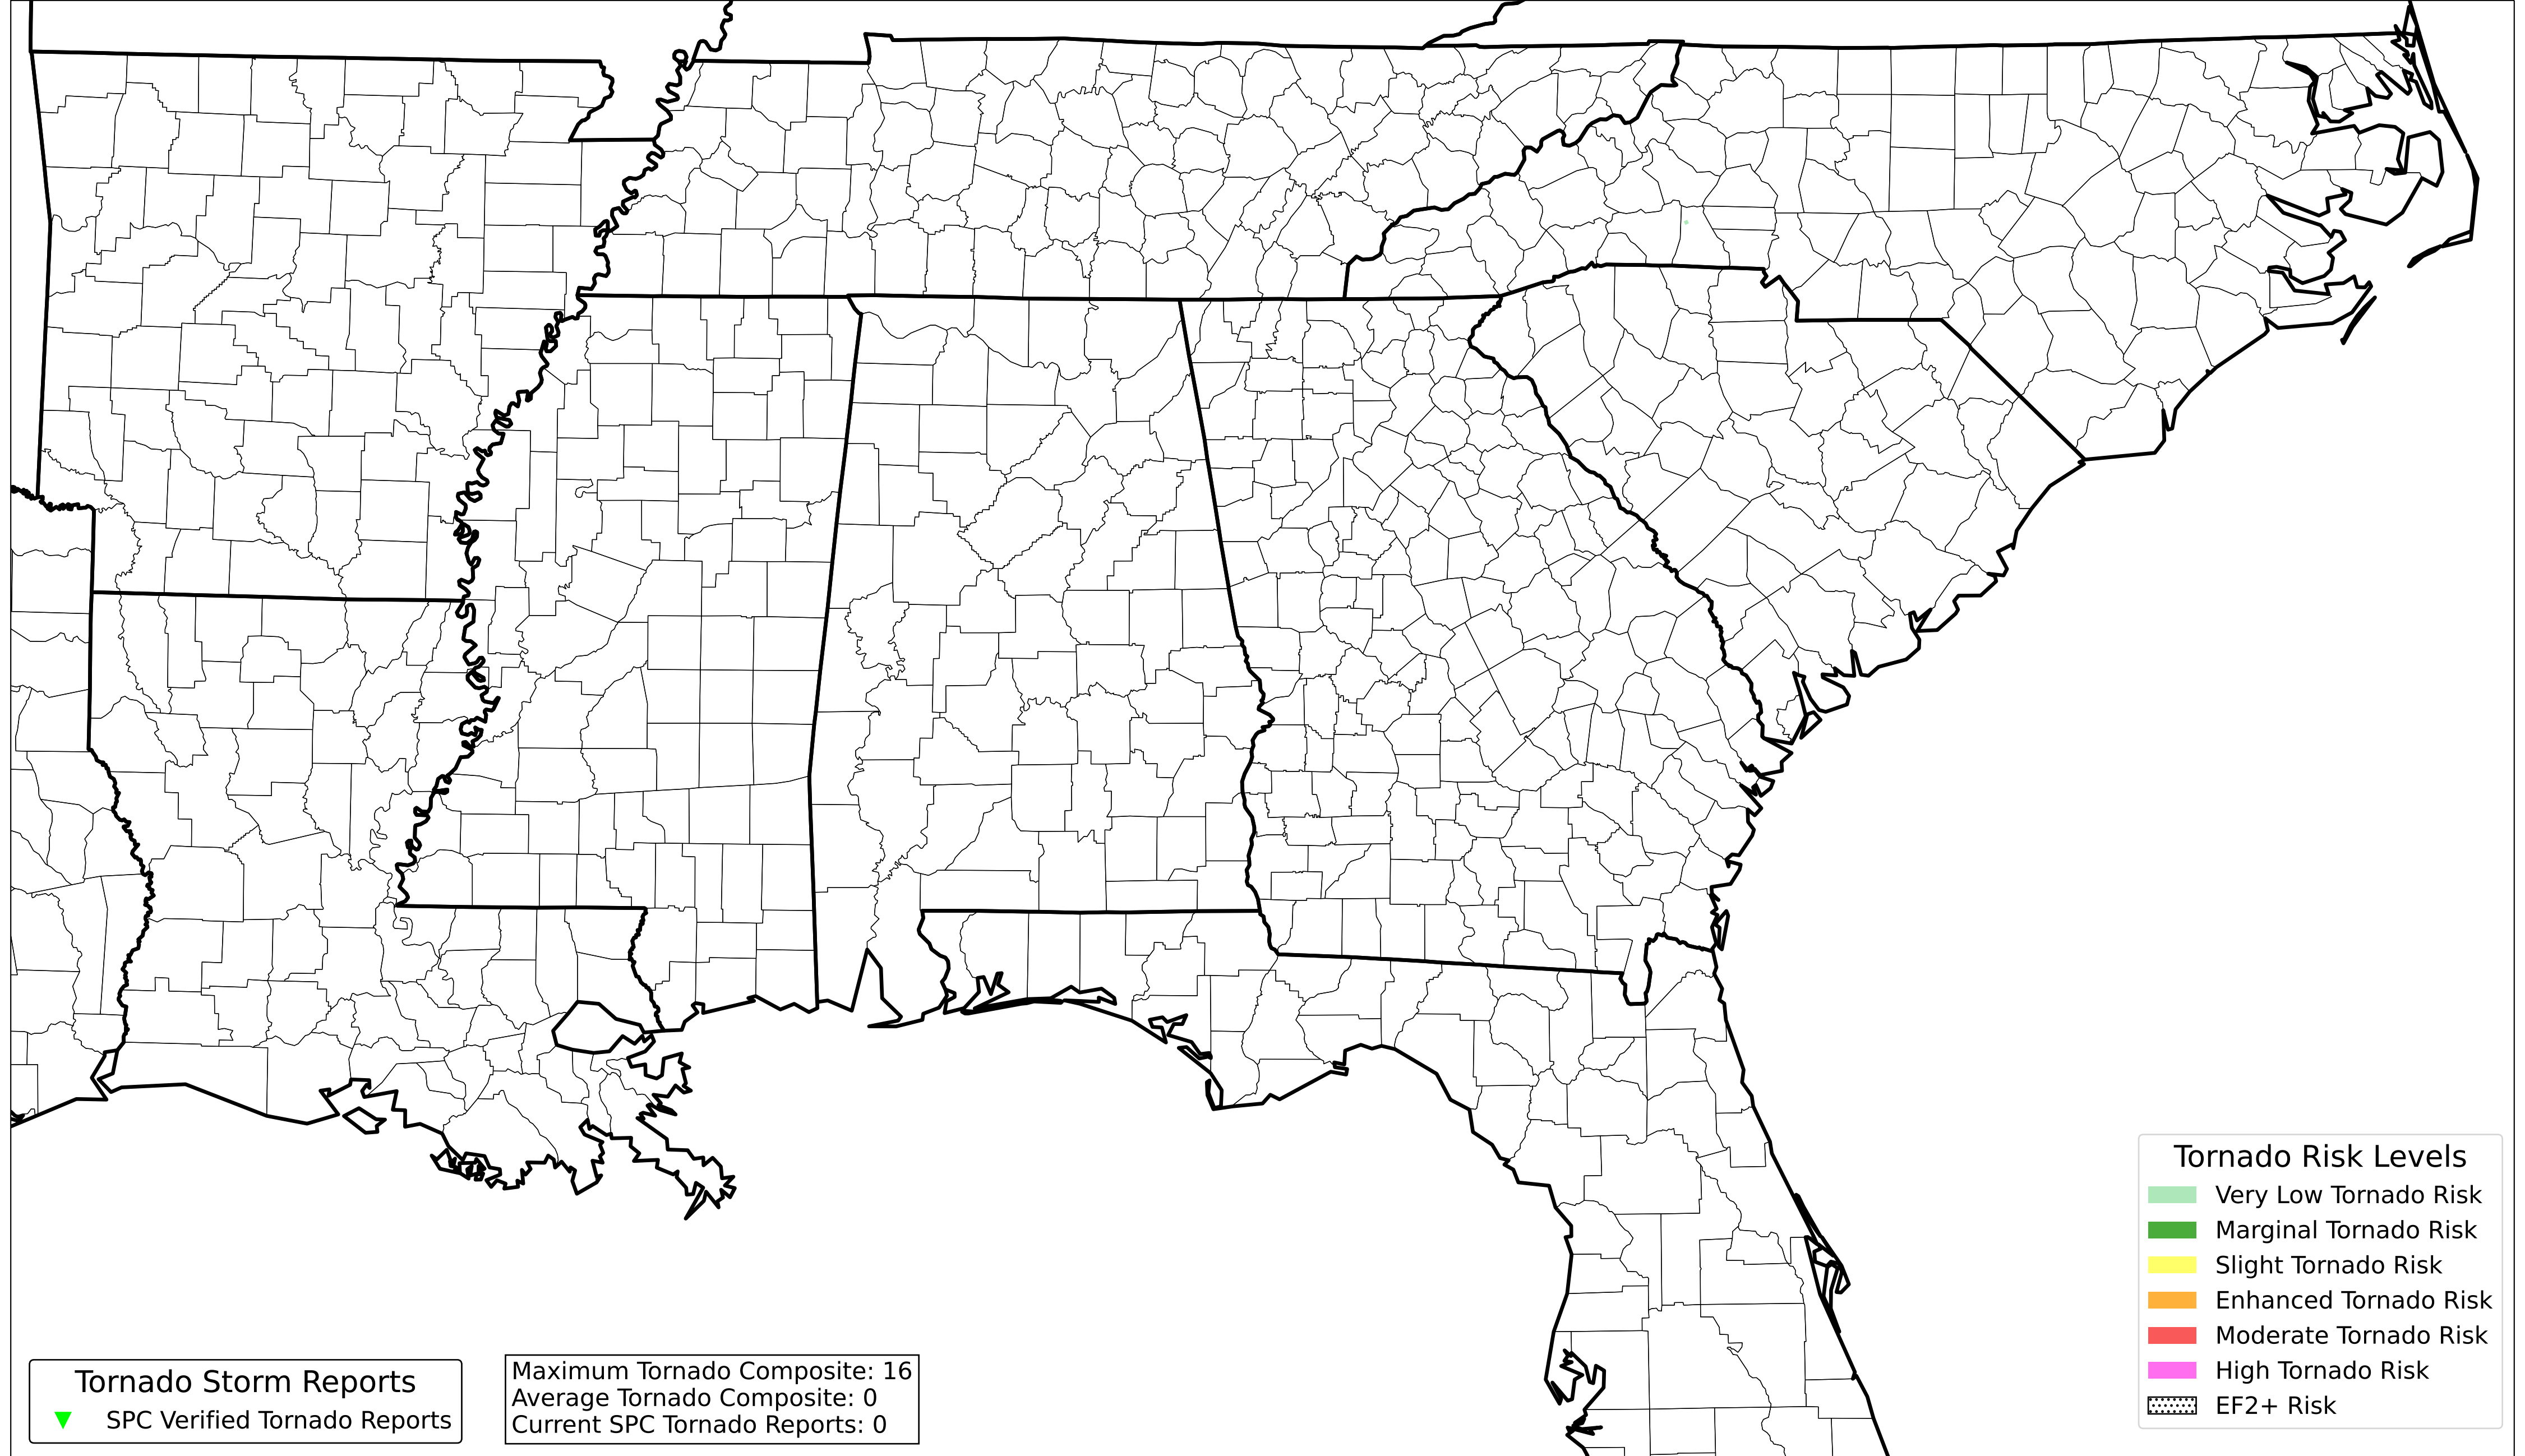 Tornado Risk Levels
Very Low Tornado Risk
Marginal Tornado Risk
Slight Tornado Risk
Enhanced Tornado Risk
Moderate Tornado Risk
High Tornado Risk
EF2+ Risk
Tornado Storm Reports
SPC Verified Tornado Reports
Maximum Tornado Composite: 16
Average Tornado Composite: 0
Current SPC Tornado Reports: 0